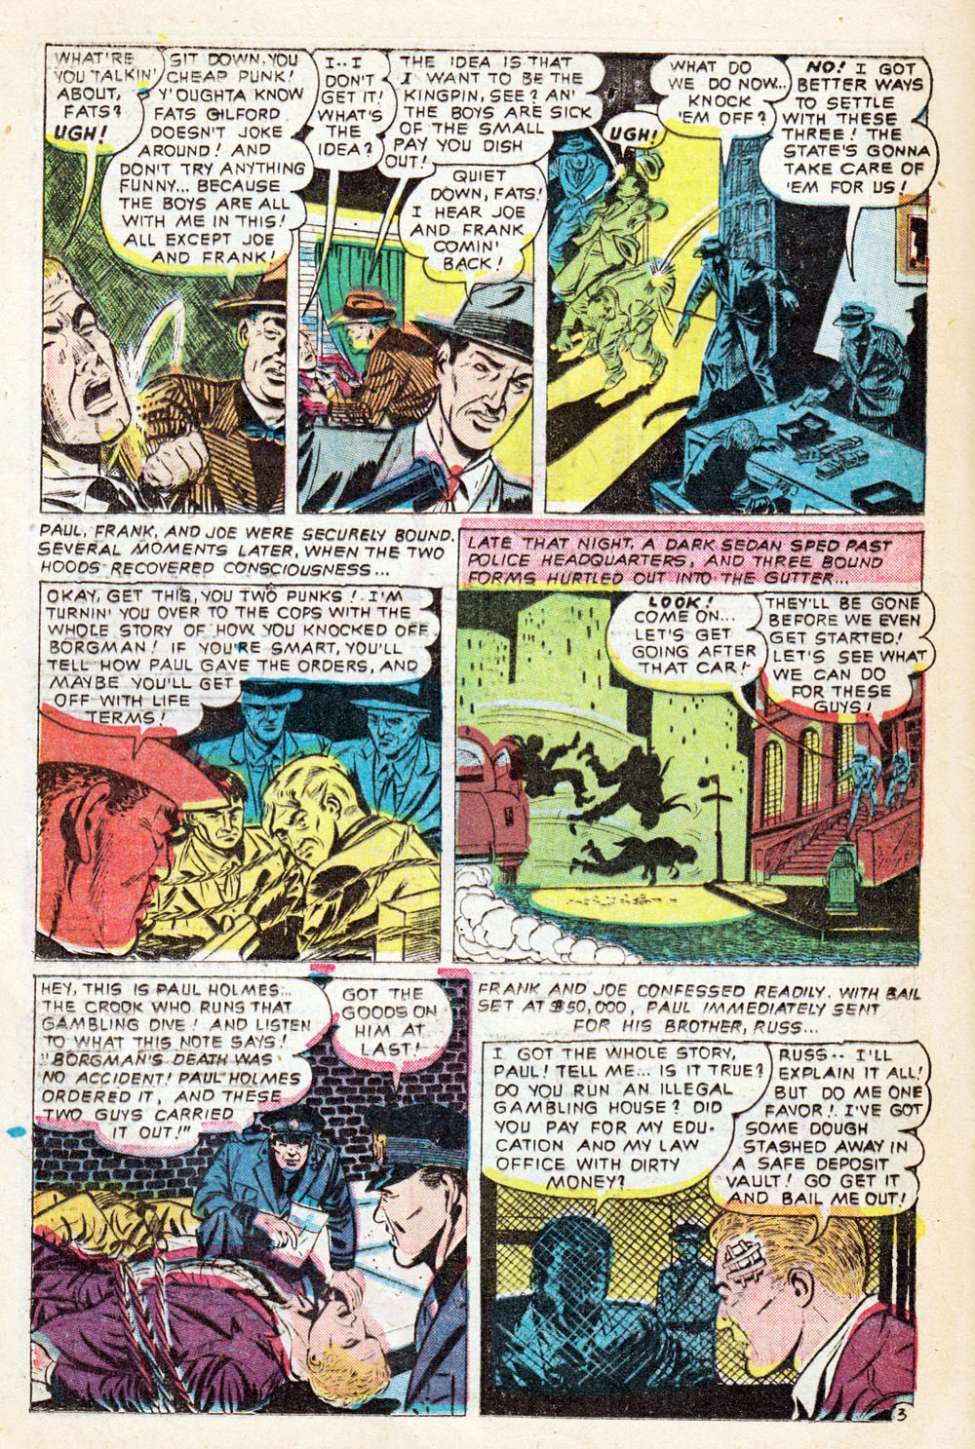 WHAT'RE
YOU TALKIN'
ABOUT,
FATS?
UGH!
SIT DOWN, YOU
CHEAP PUNK!
Y'OUGHTA KNOW
FATS GILFORD
DOESN'T JOKE
AROUND! AND
DON'T TRY ANYTHING
FUNNY... BECAUSE
THE BOYS ARE ALL
WITH ME IN THIS!
ALL EXCEPT JOE
AND FRANK!
I..I
DON'T
GET IT!
WHAT'S
THE
IDEA?
THE IDEA IS THAT
I WANT TO BE THE
KINGPIN, SEE? AN'
THE BOYS ARE SICK
OF THE SMALL
PAY YOU DISH
OUT!
QUIET
DOWN, FATS!
I HEAR JOE
AND FRANK
COMIN'
BACK!
UGH!
WHAT DO
WE DO NOW...
KNOCK
'EM OFF?
NO! I GOT
BETTER WAYS
TO SETTLE
WITH THESE
THREE! THE
STATE'S GONNA
TAKE CARE OF
'EM FOR US!
PAUL, FRANK, AND JOE WERE SECURELY BOUND.
SEVERAL MOMENTS LATER, WHEN THE TWO
HOODS RECOVERED CONSCIOUSNESS...
OKAY, GET THIS, YOU TWO PUNKS! I'M
TURNIN' YOU OVER TO THE COPS WITH THE
WHOLE STORY OF HOW YOU KNOCKED OFF
BORGMAN! IF YOU'RE SMART, YOU'LL
TELL HOW PAUL GAVE THE ORDERS, AND
MAYBE YOU'LL GET
OFF WITH LIFE
TERMS!
LATE THAT NIGHT, A DARK SEDAN SPED PAST
POLICE HEADQUARTERS, AND THREE BOUND
FORMS HURTLED OUT INTO THE GUTTER...
LOOK!
COME ON...
LET'S GET
GOING AFTER
THAT CAR!
THEY'LL BE GONE
BEFORE WE EVEN
GET STARTED!
LET'S SEE WHAT
WE CAN DO
FOR THESE
GUYS!
HEY, THIS IS PAUL HOLMES...
THE CROOK WHO RUNS THAT
GAMBLING DIVE! AND LISTEN
TO WHAT THIS NOTE SAYS!
"BORGMAN'S DEATH WAS
NO ACCIDENT! PAUL HOLMES
ORDERED IT, AND THESE
TWO GUYS CARRIED
IT OUT!"
GOT THE
GOODS ON
HIM AT
LAST!
FRANK AND JOE CONFESSED READILY. WITH BAIL
SET AT $50,000, PAUL IMMEDIATELY SENT
FOR HIS BROTHER, RUSS...
I GOT THE WHOLE STORY,
PAUL! TELL ME... IS IT TRUE?
DO YOU RUN AN ILLEGAL
GAMBLING HOUSE? DID
YOU PAY FOR MY EDU-
CATION AND MY LAW
OFFICE WITH DIRTY
MONEY?
RUSS-- I'LL
EXPLAIN IT ALL!
BUT DO ME ONE
FAVOR! I'VE GOT
SOME DOUGH
STASHED AWAY IN
A SAFE DEPOSIT
VAULT! GO GET IT
AND BAIL ME OUT!
3